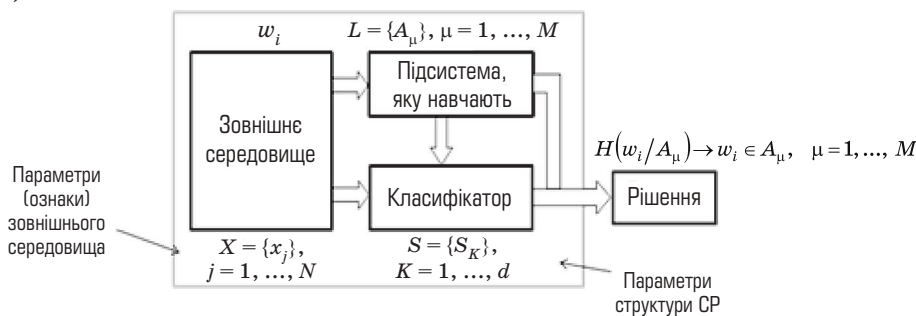 w_i
L = {A_μ}, μ = 1, ..., M
Підсистема,
яку навчають
Зовнішнє
середовище
H(w_i/A_μ) → w_i ∈ A_μ, μ = 1, ..., M
Параметри
(ознаки)
зовнішнього
середовища
Класифікатор
Рішення
X = {x_j},
j = 1, ..., N
S = {S_K},
K = 1, ..., d
Параметри
структури СР